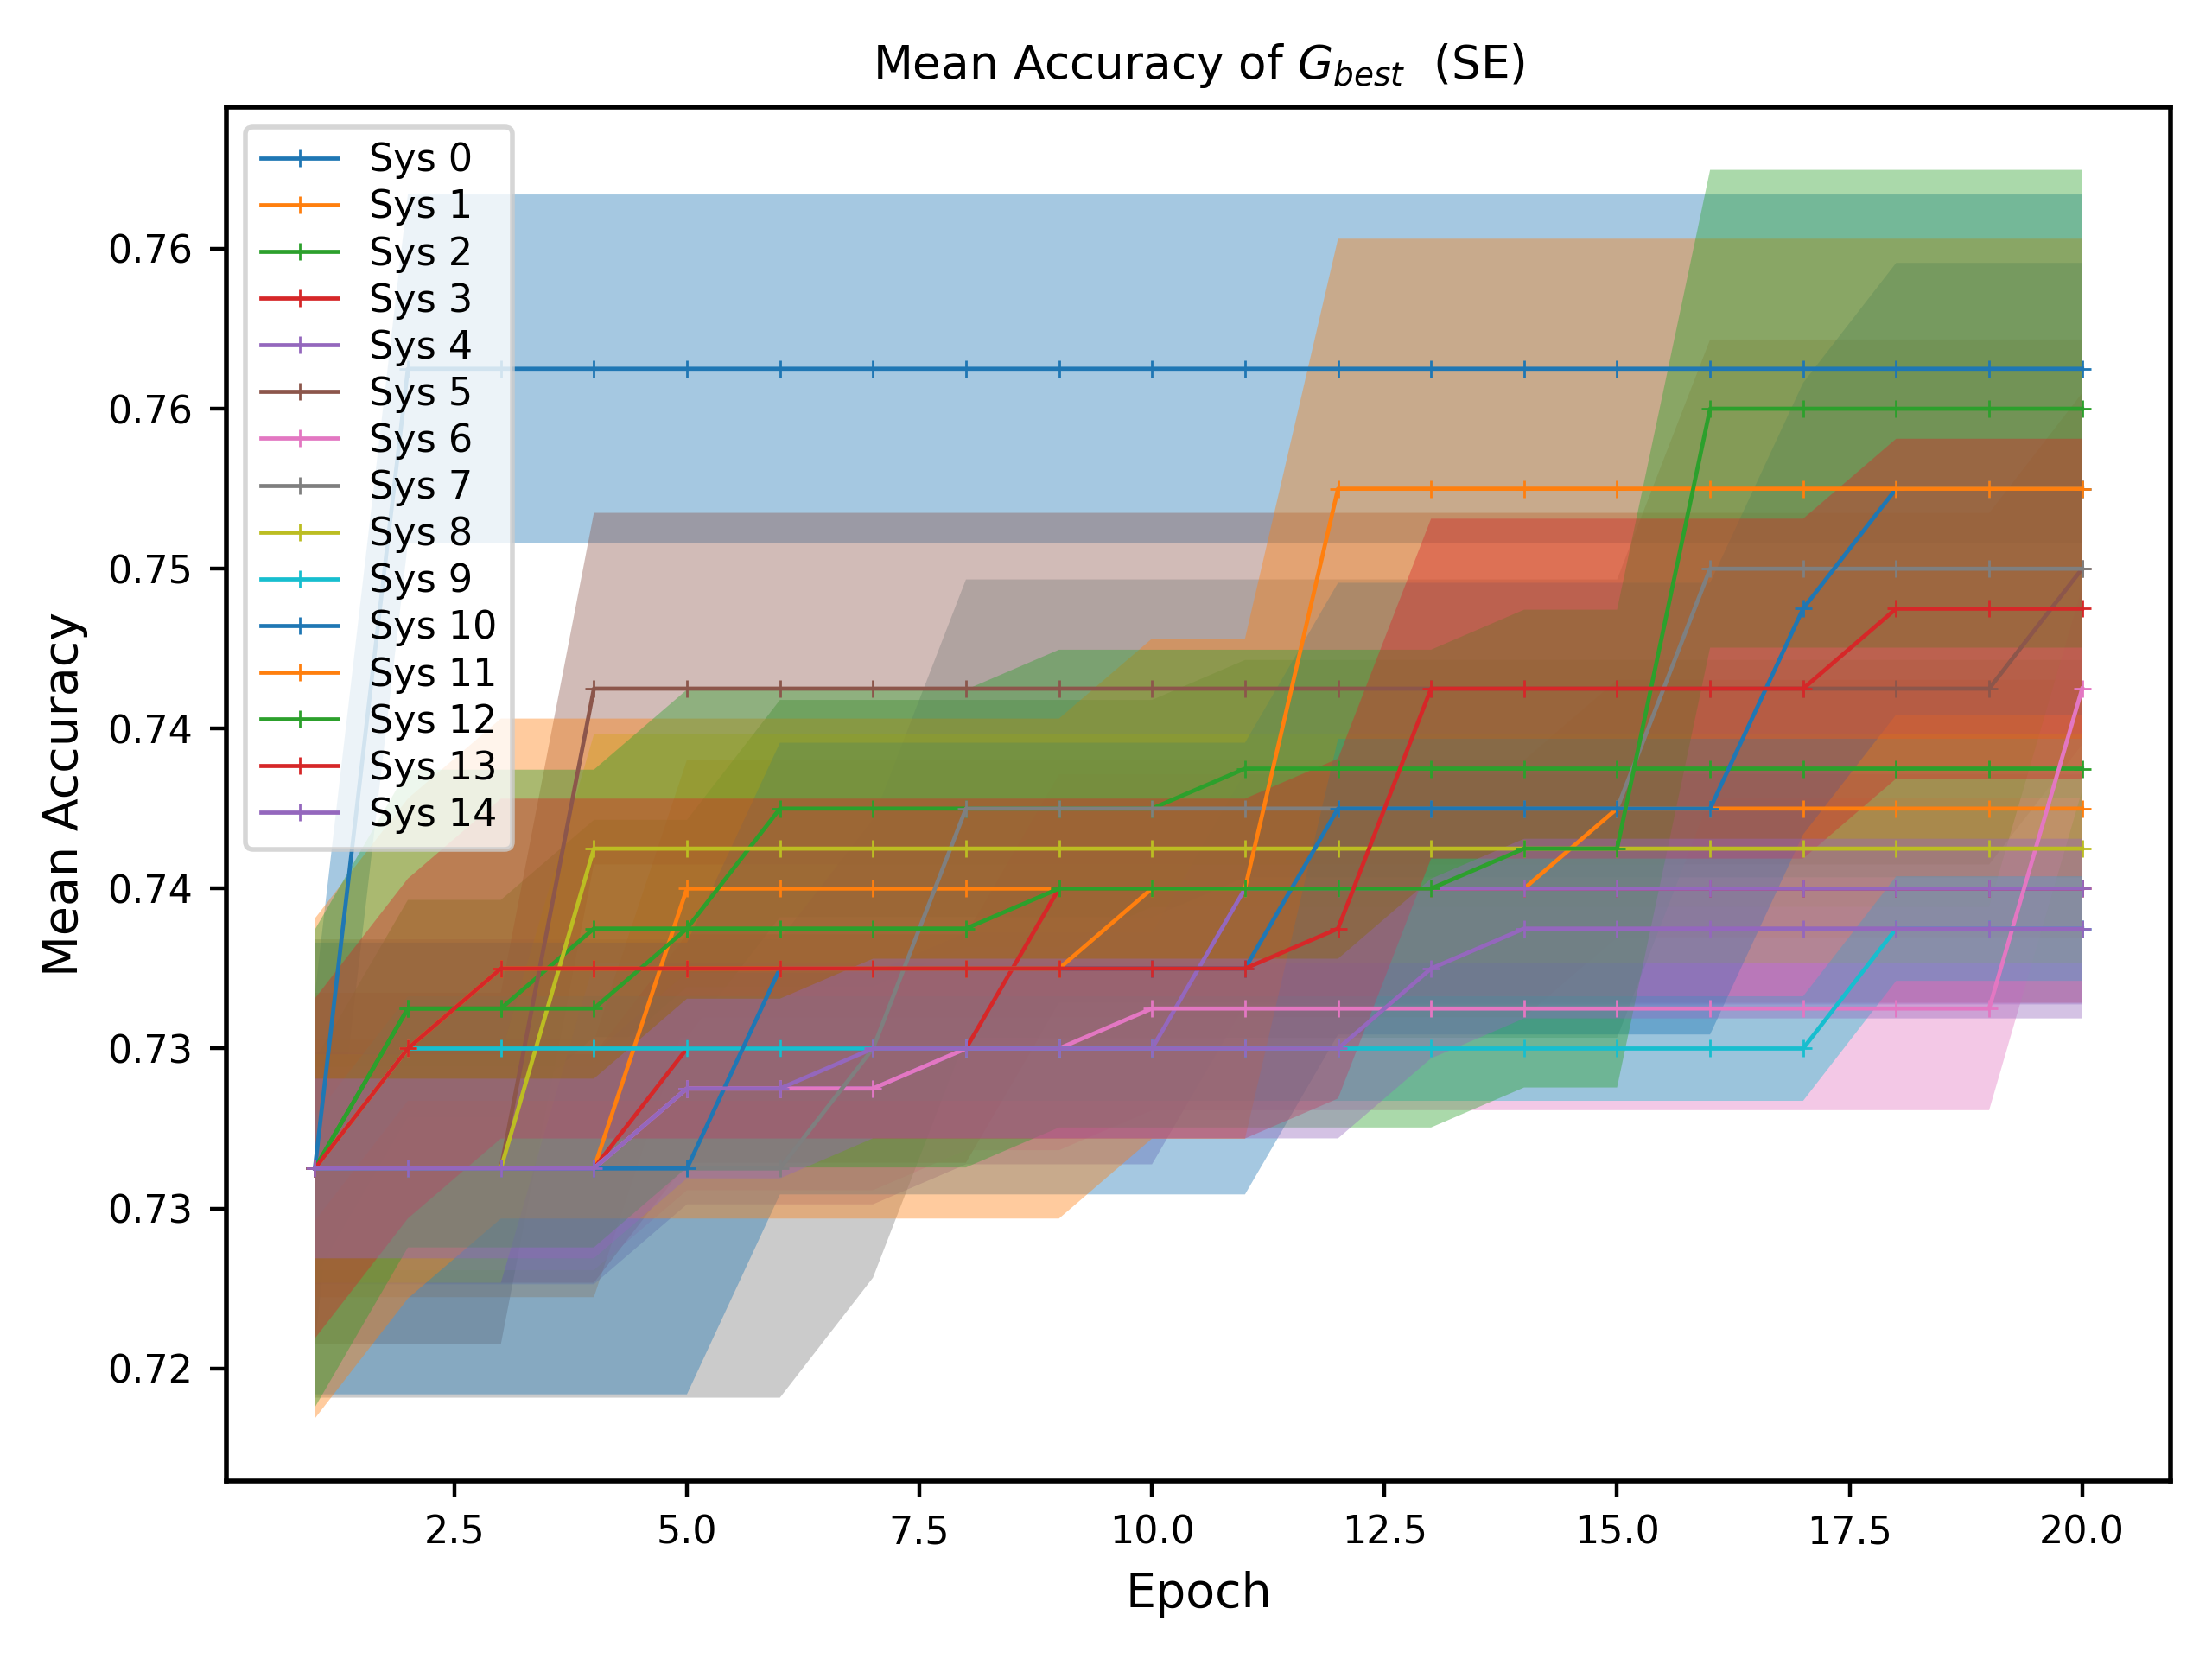 Mean Accuracy of G_best (SE)
Sys 0
Sys 1
Sys 2
Sys 3
Sys 4
Sys 5
Sys 6
Sys 7
Sys 8
Sys 9
Sys 10
Sys 11
Sys 12
Sys 13
Sys 14
Mean Accuracy
0.76
0.76
0.75
0.74
0.74
0.73
0.73
0.72
2.5 5.0 7.5 10.0 12.5 15.0 17.5 20.0
Epoch